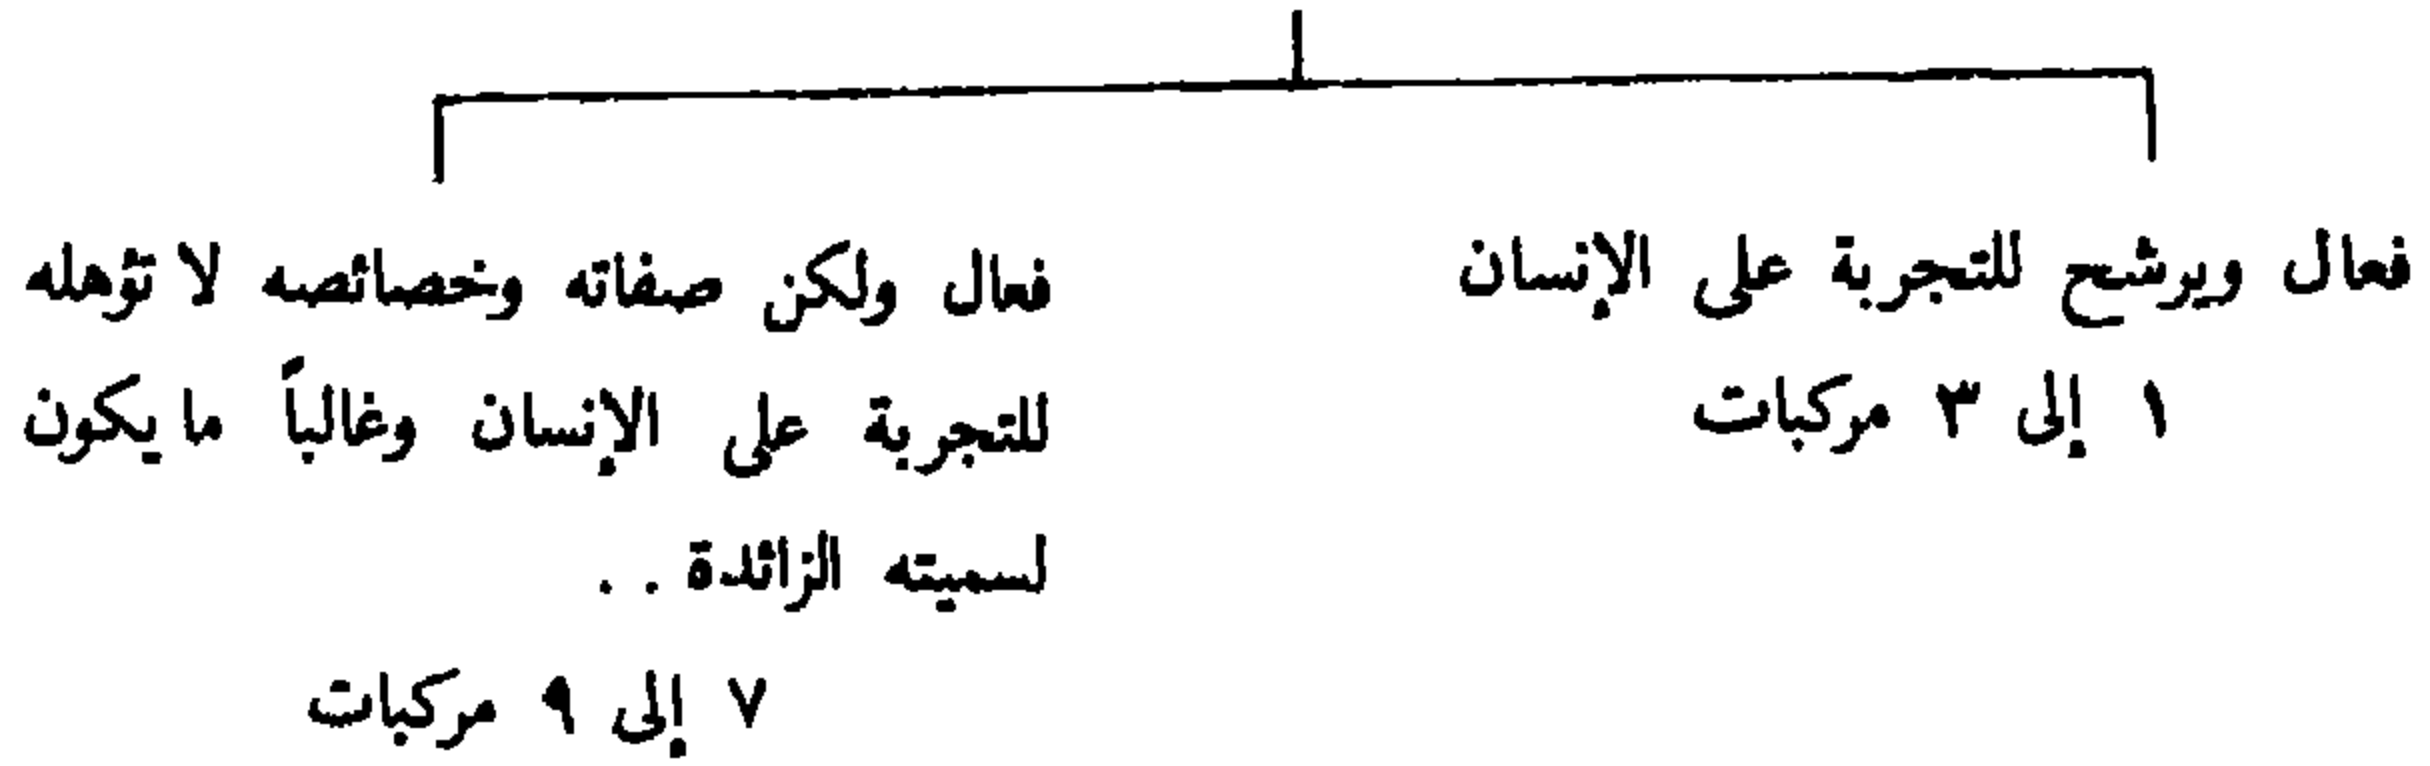 فعال ويرشح للتجربة على الإنسان
١ إلى ٣ مركبات
فعال ولكن صفاته وخصائصه لا تؤهله
للتجربة على الإنسان وغالباً ما يكون
لسميته الزائدة . .
٧ إلى ٩ مركبات